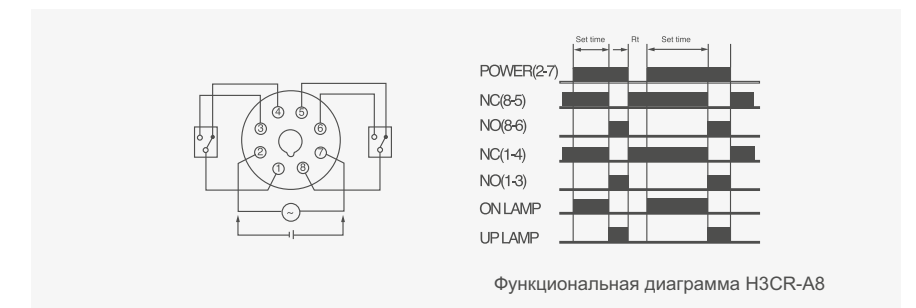 Set time Rt Set time
POWER(2-7)
NC(8-5)
NO(8-6)
NC(1-4)
NO(1-3)
ON LAMP
UP LAMP
4 5
3 6
2 7
1 8
~
Функциональная диаграмма H3CR-A8